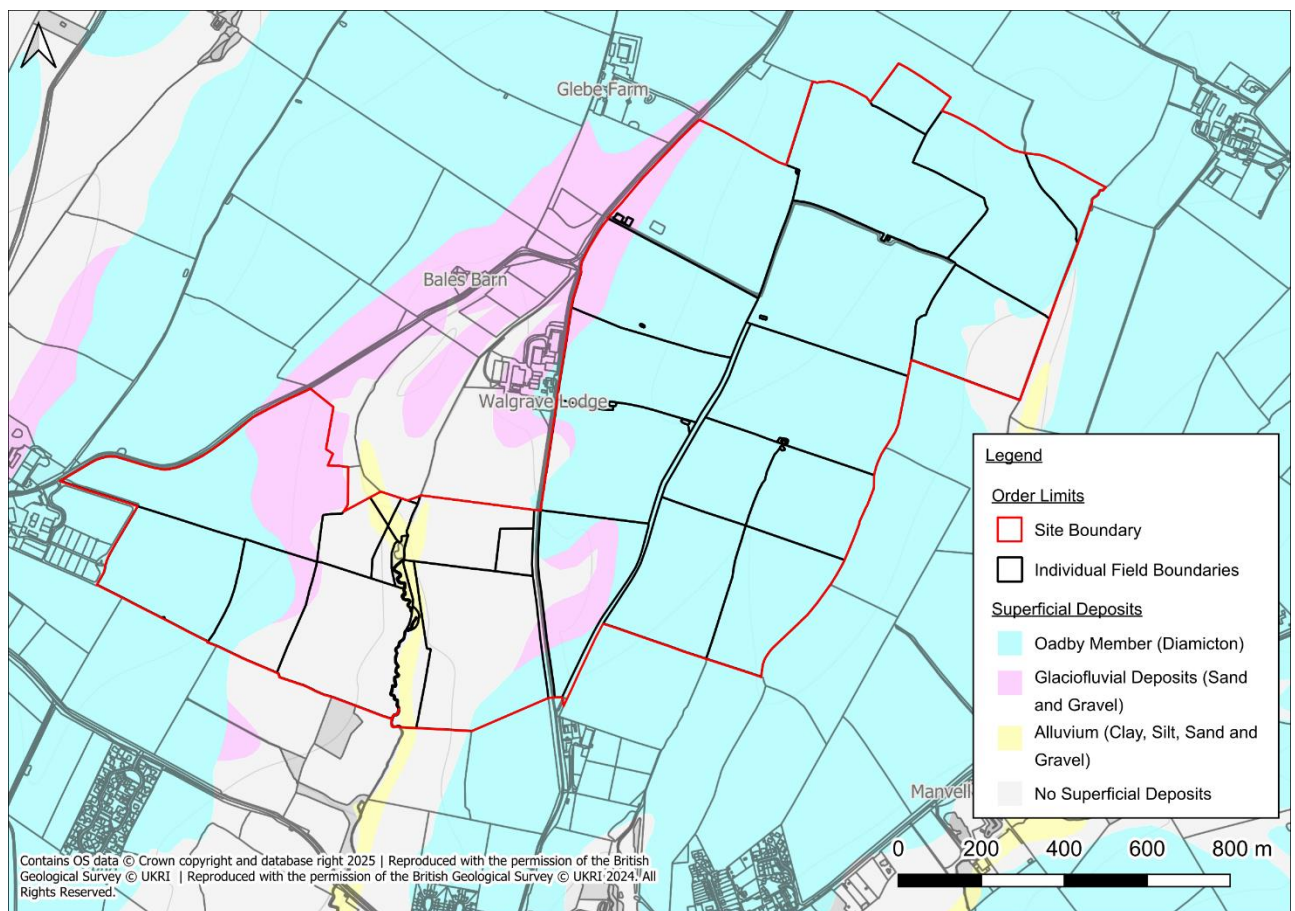 Glebe Farm
Bales Barn
Walgrave Lodge
Legend
Order Limits
Site Boundary
Individual Field Boundaries
Superficial Deposits
Oadby Member (Diamicton)
Glaciofluvial Deposits (Sand
and Gravel)
Alluvium (Clay, Silt, Sand and
Gravel)
No Superficial Deposits
0 200 400 600 800 m
Contains OS data © Crown copyright and database right 2025 | Reproduced with the permission of the British
Geological Survey © UKRI | Reproduced with the permission of the British Geological Survey © UKRI 2024. All
Rights Reserved.